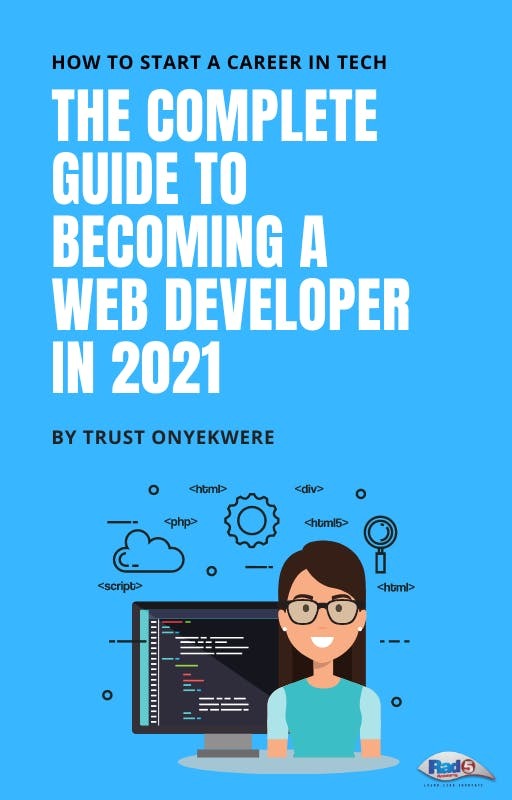 HOW TO START A CAREER IN TECH
THE COMPLETE
GUIDE TO
BECOMING A
WEB DEVELOPER
IN 2021
BY TRUST ONYEKWERE
<html>
<div>
<php>
<html5>
<script>
<html>
Rad5